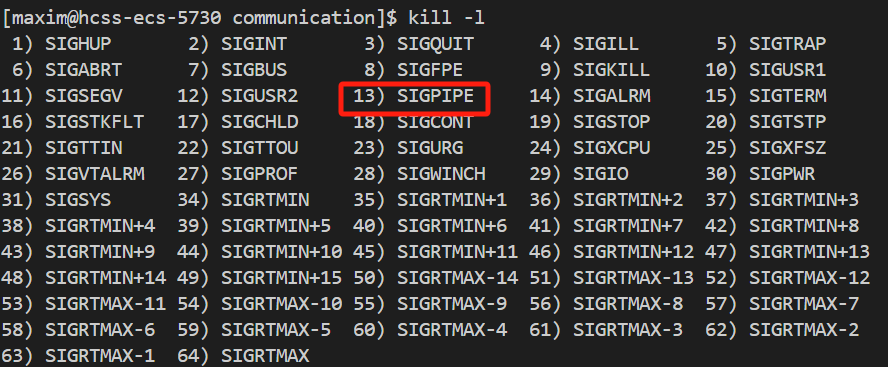 [maxim@hcss-ecs-5730 communication]$ kill -l
 1) SIGHUP       2) SIGINT       3) SIGQUIT      4) SIGILL       5) SIGTRAP
 6) SIGABRT      7) SIGBUS       8) SIGFPE       9) SIGKILL     10) SIGUSR1
11) SIGSEGV     12) SIGUSR2     13) SIGPIPE     14) SIGALRM     15) SIGTERM
16) SIGSTKFLT   17) SIGCHLD     18) SIGCONT     19) SIGSTOP     20) SIGTSTP
21) SIGTTIN     22) SIGTTOU     23) SIGURG      24) SIGXCPU     25) SIGXFSZ
26) SIGVTALRM   27) SIGPROF     28) SIGWINCH    29) SIGIO       30) SIGPWR
31) SIGSYS      34) SIGRTMIN    35) SIGRTMIN+1  36) SIGRTMIN+2  37) SIGRTMIN+3
38) SIGRTMIN+4  39) SIGRTMIN+5  40) SIGRTMIN+6  41) SIGRTMIN+7  42) SIGRTMIN+8
43) SIGRTMIN+9  44) SIGRTMIN+10 45) SIGRTMIN+11 46) SIGRTMIN+12 47) SIGRTMIN+13
48) SIGRTMIN+14 49) SIGRTMIN+15 50) SIGRTMAX-14 51) SIGRTMAX-13 52) SIGRTMAX-12
53) SIGRTMAX-11 54) SIGRTMAX-10 55) SIGRTMAX-9  56) SIGRTMAX-8  57) SIGRTMAX-7
58) SIGRTMAX-6  59) SIGRTMAX-5  60) SIGRTMAX-4  61) SIGRTMAX-3  62) SIGRTMAX-2
63) SIGRTMAX-1  64) SIGRTMAX